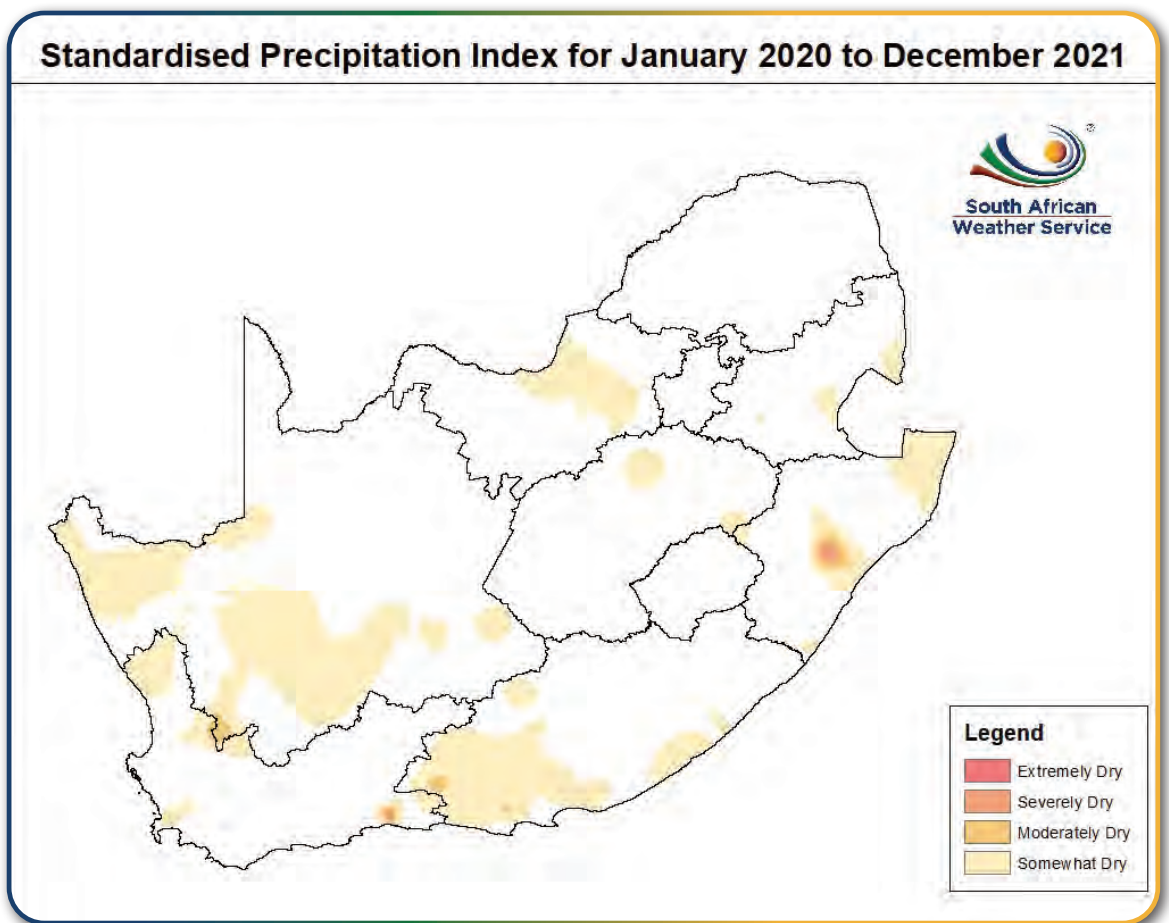 Standardised Precipitation Index for January 2020 to December 2021
®
South African
Weather Service
Legend
Extremely Dry
Severely Dry
Moderately Dry
Somewhat Dry